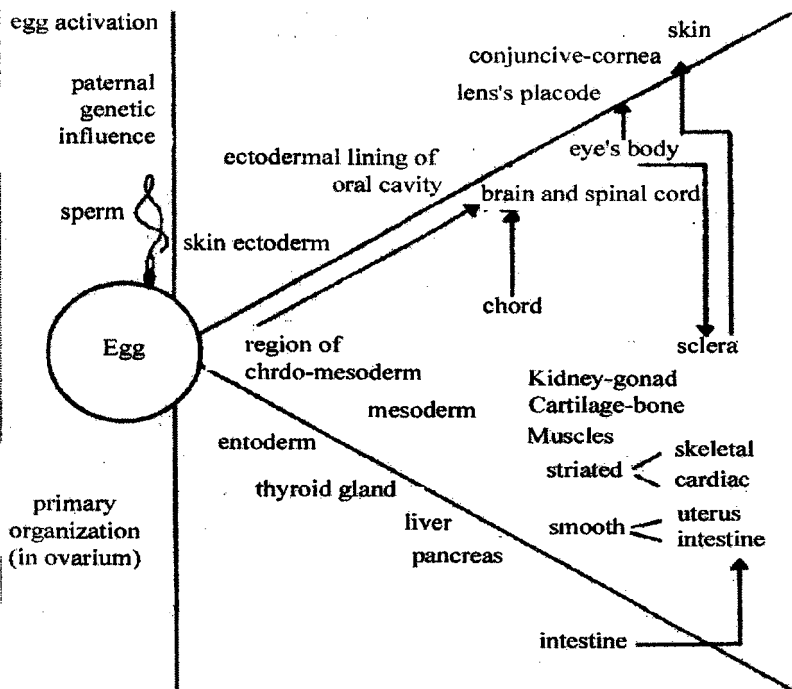 egg activation
paternal
genetic
influence
sperm
skin
conjuncive-cornea
lens's placode
eye's body
ectodermal lining of
oral cavity
brain and spinal cord
skin ectoderm
chord
Egg
region of
chrdo-mesoderm
sclera
mesoderm
Kidney-gonad
Cartilage-bone
Muscles
striated
skeletal
cardiac
smooth
uterus
intestine
entoderm
thyroid gland
liver
pancreas
intestine
primary
organization
(in ovarium)